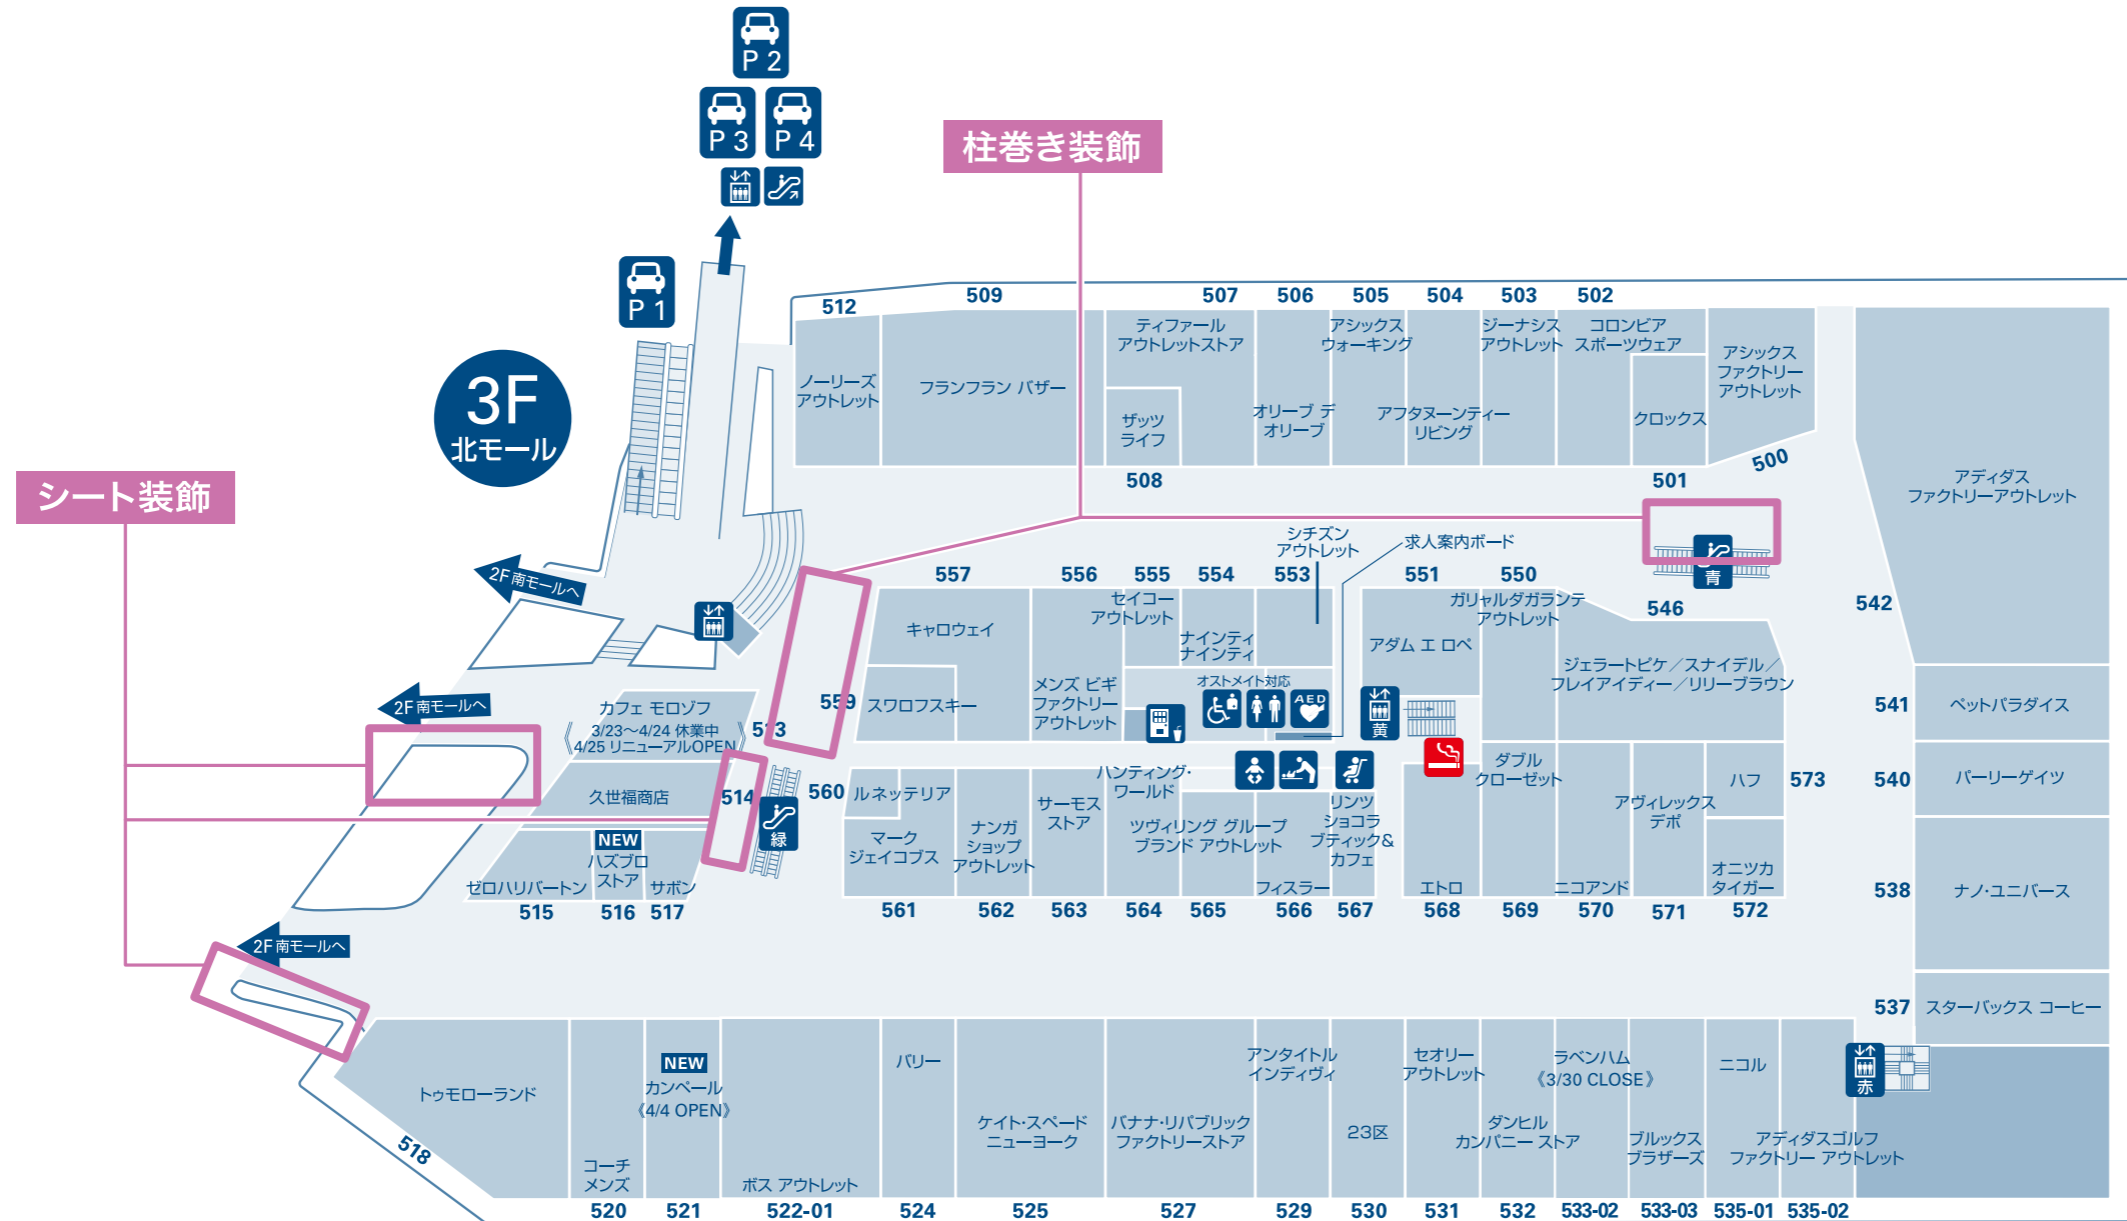 P 2
P 3
P 4
P 1
柱巻き装飾
シート装飾
3F
北モール
512
509
507
506
505
504
503
502
ノーリーズ
アウトレット
フランフラン バザー
ティファール
アウトレットストア
ザッツ
ライフ
オリーブ デ
オリーブ
アシックス
ウォーキング
アフタヌーンティー
リビング
ジーナシス
アウトレット
コロンビア
スポーツウェア
クロックス
アシックス
ファクトリー
アウトレット
508
501
500
アディダス
ファクトリーアウトレット
2F 南モールへ
2F 南モールへ
2F 南モールへ
シチズン
アウトレット
求人案内ボード
青
557
556
555
554
553
551
550
546
542
キャロウェイ
セイコー
アウトレット
ナインティ
ナインティ
アダム エ ロペ
ガリャルダガランテ
アウトレット
ジェラートピケ／スナイデル／
フレイアイディー／リリーブラウン
559
スワロフスキー
メンズ ビギ
ファクトリー
アウトレット
オストメイト対応
AED
黄
541
ペットパラダイス
カフェ モロゾフ
《3/23〜4/24 休業中
4/25 リニューアルOPEN》
513
久世福商店
514
緑
560
ルネッテリア
マーク
ジェイコブス
ナンガ
ショップ
アウトレット
サーモス
ストア
ハンティング・
ワールド
ツヴィリング グループ
ブランド アウトレット
フィスラー
リンツ
ショコラ
ブティック&
カフェ
エトロ
ダブル
クローゼット
ニコアンド
アヴィレックス
デポ
ハフ
573
オニツカ
タイガー
540
パーリーゲイツ
538
ナノ・ユニバース
NEW
ハズブロ
ストア
ゼロハリバートン
サボン
515
516
517
561
562
563
564
565
566
567
568
569
570
571
572
537
スターバックス コーヒー
赤
トゥモローランド
518
コーチ
メンズ
NEW
カンペール
《4/4 OPEN》
ボス アウトレット
バリー
ケイト・スペード
ニューヨーク
バナナ・リパブリック
ファクトリーストア
アンタイトル
インディヴィ
23区
セオリー
アウトレット
ダンヒル
カンパニー ストア
ラベンハム
《3/30 CLOSE》
ブルックス
ブラザーズ
ニコル
アディダスゴルフ
ファクトリー アウトレット
520
521
522-01
524
525
527
529
530
531
532
533-02
533-03
535-01
535-02